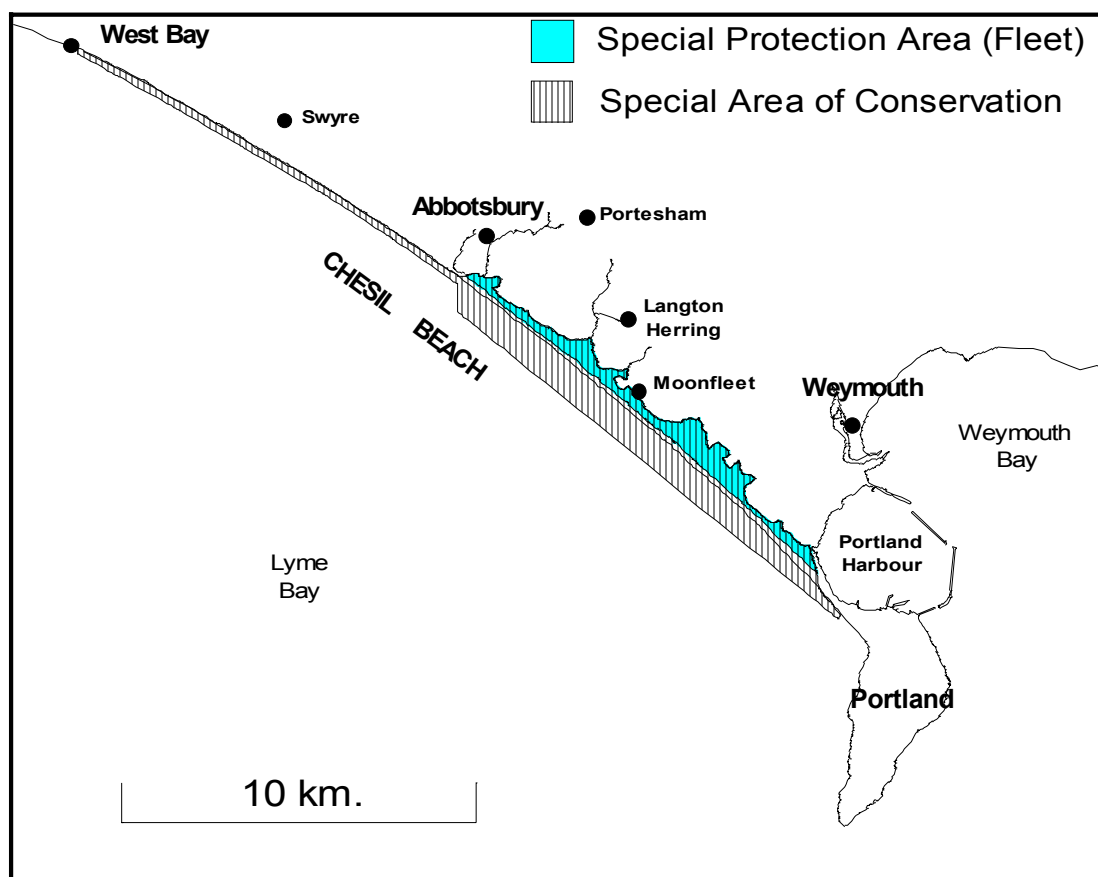 West Bay
Special Protection Area (Fleet)
Special Area of Conservation
Swyre
Abbotsbury
Portesham
CHESIL BEACH
Langton
Herring
Moonfleet
Weymouth
Weymouth
Bay
Portland
Harbour
Lyme
Bay
Portland
10 km.